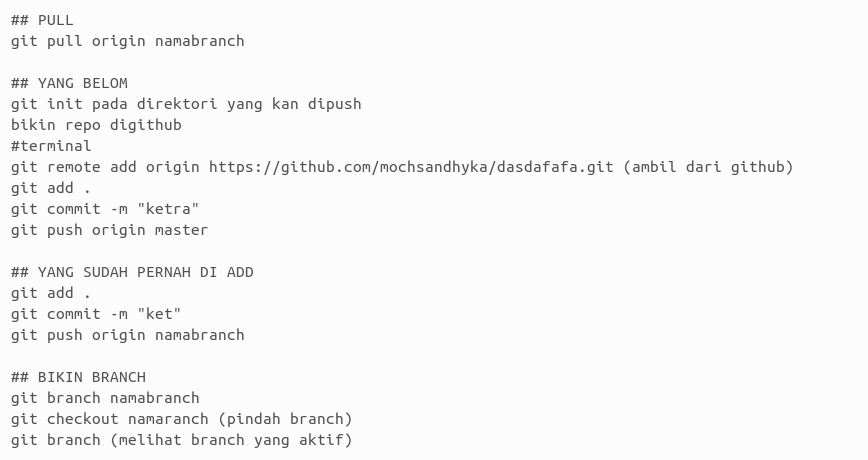 ## PULL
git pull origin namabranch
## YANG BELOM
git init pada direktori yang kan dipush
bikin repo digithub
#terminal
git remote add origin https://github.com/mochsandhyka/dasdafafa.git (ambil dari github)
git add .
git commit -m "ketra"
git push origin master
## YANG SUDAH PERNAH DI ADD
git add .
git commit -m "ket"
git push origin namabranch
## BIKIN BRANCH
git branch namabranch
git checkout namaranch (pindah branch)
git branch (melihat branch yang aktif)